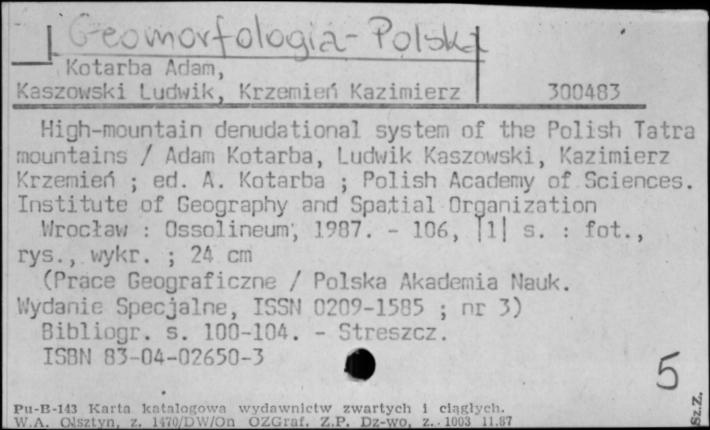 Geomorfologia - Polska
Kotarba Adam,
Kaszowski Ludwik, Krzemień Kazimierz 300483
High-mountain denudational system of the Polish Tatra
mountains / Adam Kotarba, Ludwik Kaszowski, Kazimierz
Krzemień ; ed. A. Kotarba ; Polish Academy of Sciences.
Institute of Geography and Spatial Organization
Wrocław : Ossolineum, 1987. - 106, |1| s. : fot.,
rys., wykr. ; 24 cm
(Prace Geograficzne / Polska Akademia Nauk.
Wydanie Specjalne, ISSN 0209-1585 ; nr 3)
Bibliogr. s. 100-104. - Streszcz.
ISBN 83-04-02650-3
5
Pu-B-143 Karta katalogowa wydawnictw zwartych i ciągłych.
W.A. Olsztyn, z. 1470/DW/On OZGraf. Z.P. Dz-wo, z. 1003 11.87
Sz.Z.